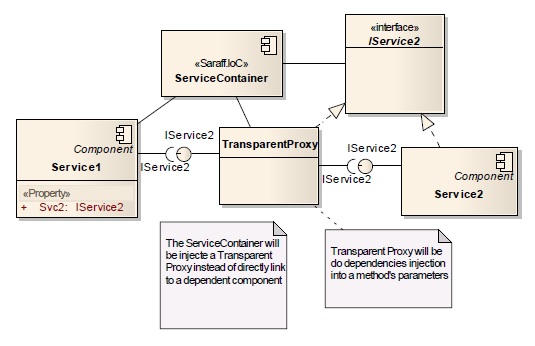 «interface»
IService2
«Saraff.IoC»
ServiceContainer
Component
Service1
«Property»
+ Svc2: IService2
IService2
IService2
TransparentProxy
IService2
IService2
Component
Service2
The ServiceContainer will
be injecte a Transparent
Proxy instead of directly link
to a dependent component
Transparent Proxy will be
do dependencies injection
into a method's parameters